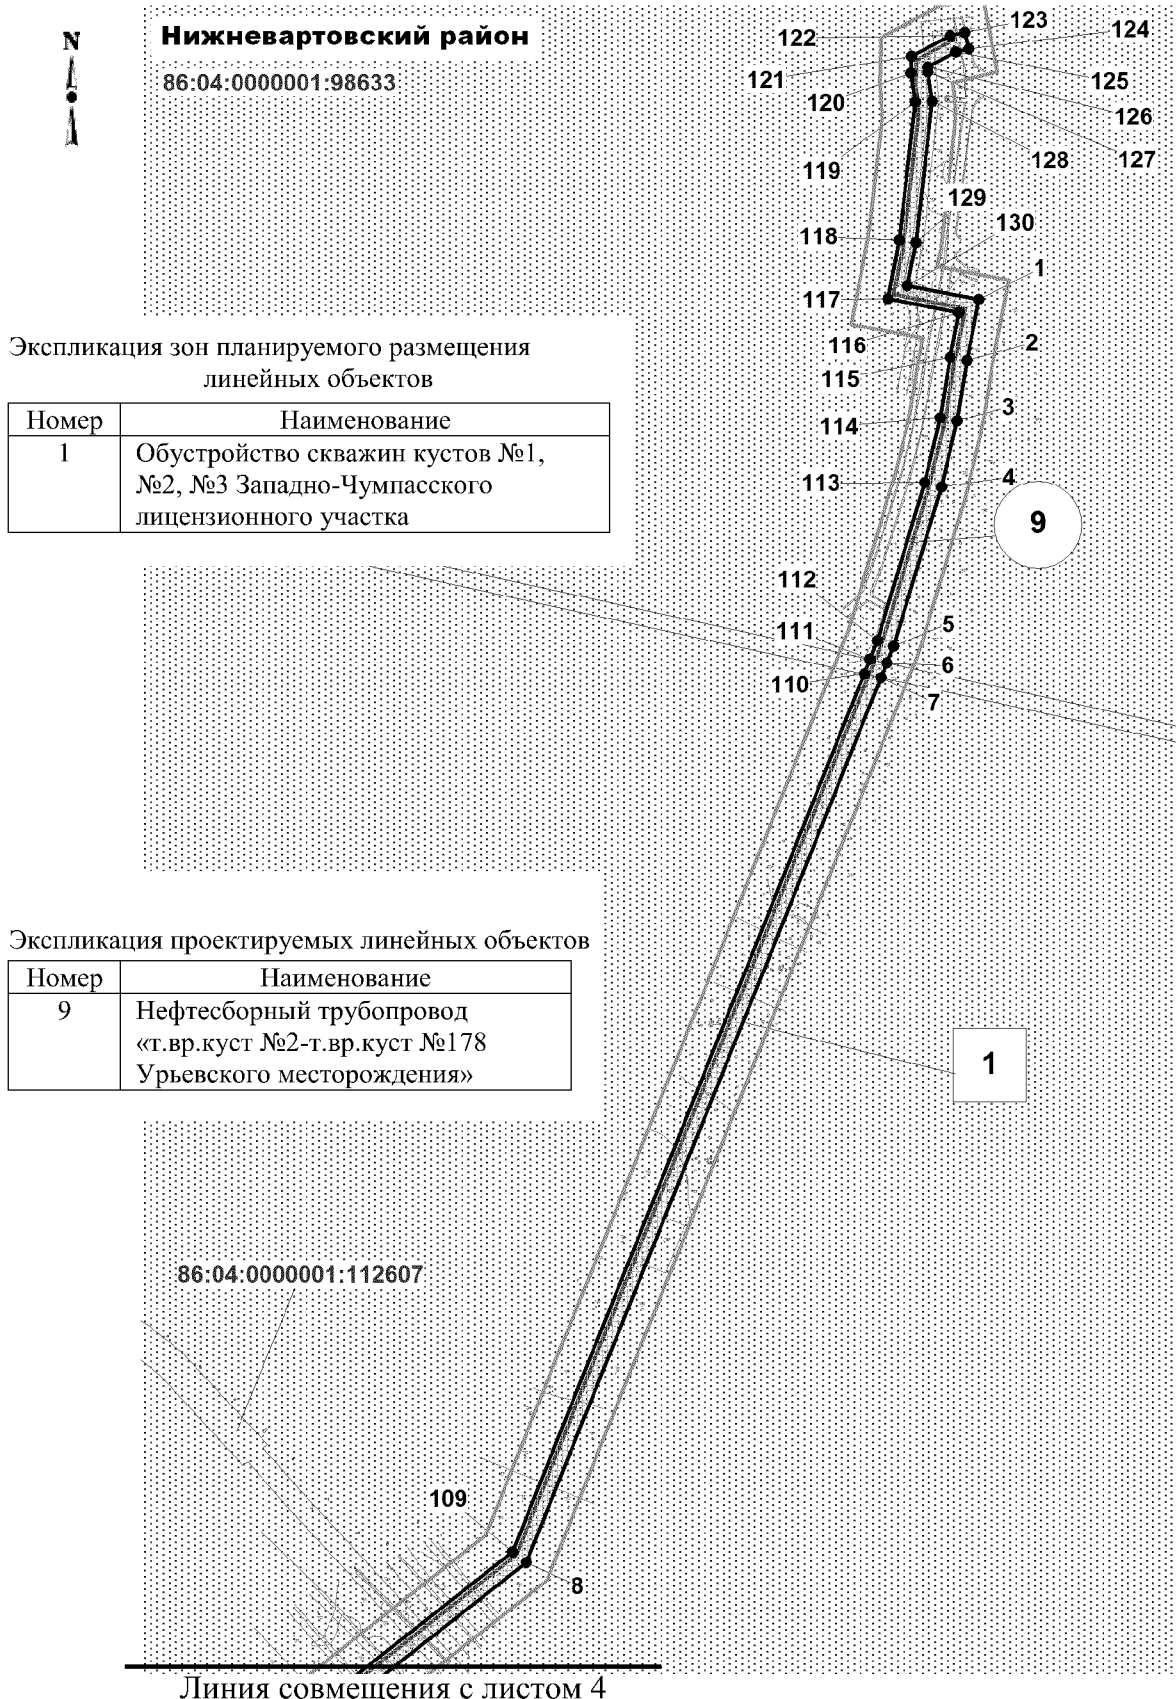 N
Нижневартовский район
86:04:0000001:98633
123
124
122
121
125
120
126
119
128
127
129
118
130
1
117
116
2
115
3
114
113
4
9
Экспликация зон планируемого размещения
линейных объектов
Номер Наименование
1 Обустройство скважин кустов №1,
№2, №3 Западно-Чумпасского
лицензионного участка
112
5
111
6
110
7
Экспликация проектируемых линейных объектов
Номер Наименование
9 Нефтесборный трубопровод
«т.вр.куст №2-т.вр.куст №178
Урьевского месторождения»
1
86:04:0000001:112607
109
8
Линия совмещения с листом 4